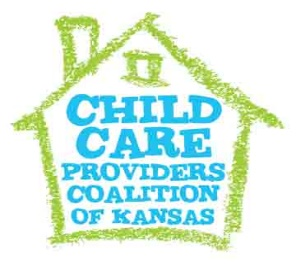 CHILD
CARE
PROVIDERS
COALITION
OF KANSAS